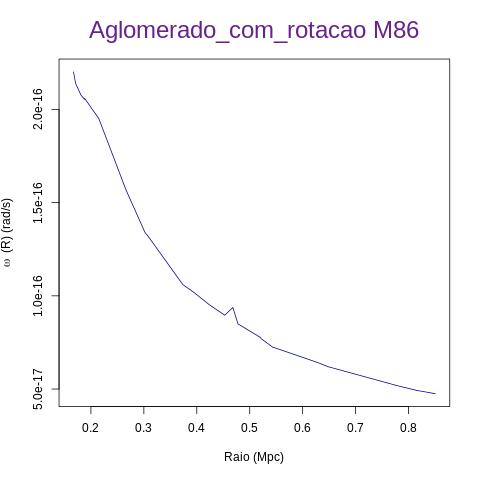 Aglomerado_com_rotacao M86
ω (R) (rad/s)
2.0e-16
1.5e-16
1.0e-16
5.0e-17
0.2 0.3 0.4 0.5 0.6 0.7 0.8
Raio (Mpc)